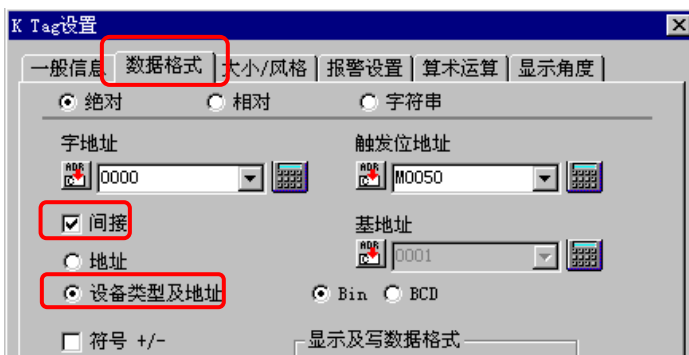 K Tag设置
一般信息 数据格式 大小/风格 报警设置 算术运算 显示角度
绝对 相对 字符串
字地址 触发位地址
ADR 0000 ADR M0050
间接 基地址
地址 ADR 0001
设备类型及地址 Bin BCD
符号 +/- 显示及写数据格式